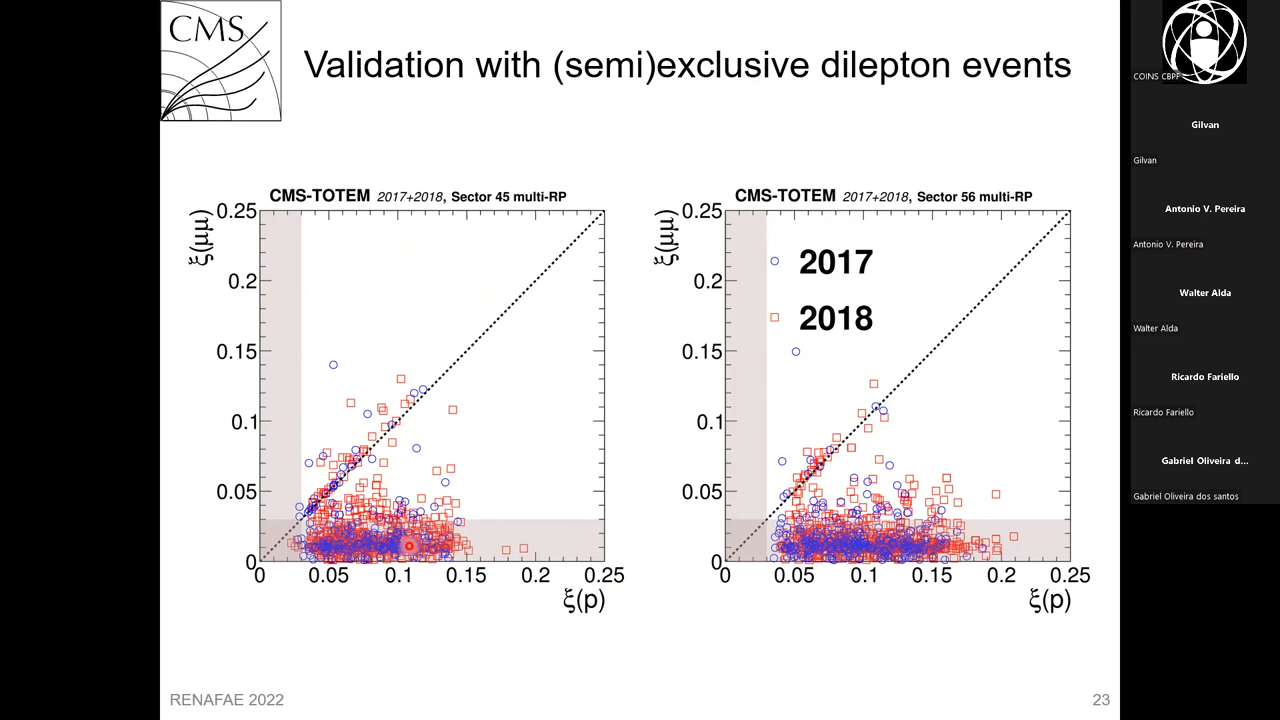 CMS
Validation with (semi)exclusive dilepton events
CMS-TOTEM 2017+2018, Sector 45 multi-RP
ξ(μμ)
0.25
0.2
0.15
0.1
0.05
0
0
0.05
0.1
0.15
0.2
0.25
ξ(p)
CMS-TOTEM 2017+2018, Sector 56 multi-RP
ξ(μμ)
2017
2018
0.25
0.2
0.15
0.1
0.05
0
0
0.05
0.1
0.15
0.2
0.25
ξ(p)
RENAFAE 2022
23
COINS CBPF
Gilvan
Gilvan
Antonio V. Pereira
Antonio V. Pereira
Walter Alda
Walter Alda
Ricardo Fariello
Ricardo Fariello
Gabriel Oliveira d...
Gabriel Oliveira dos santos